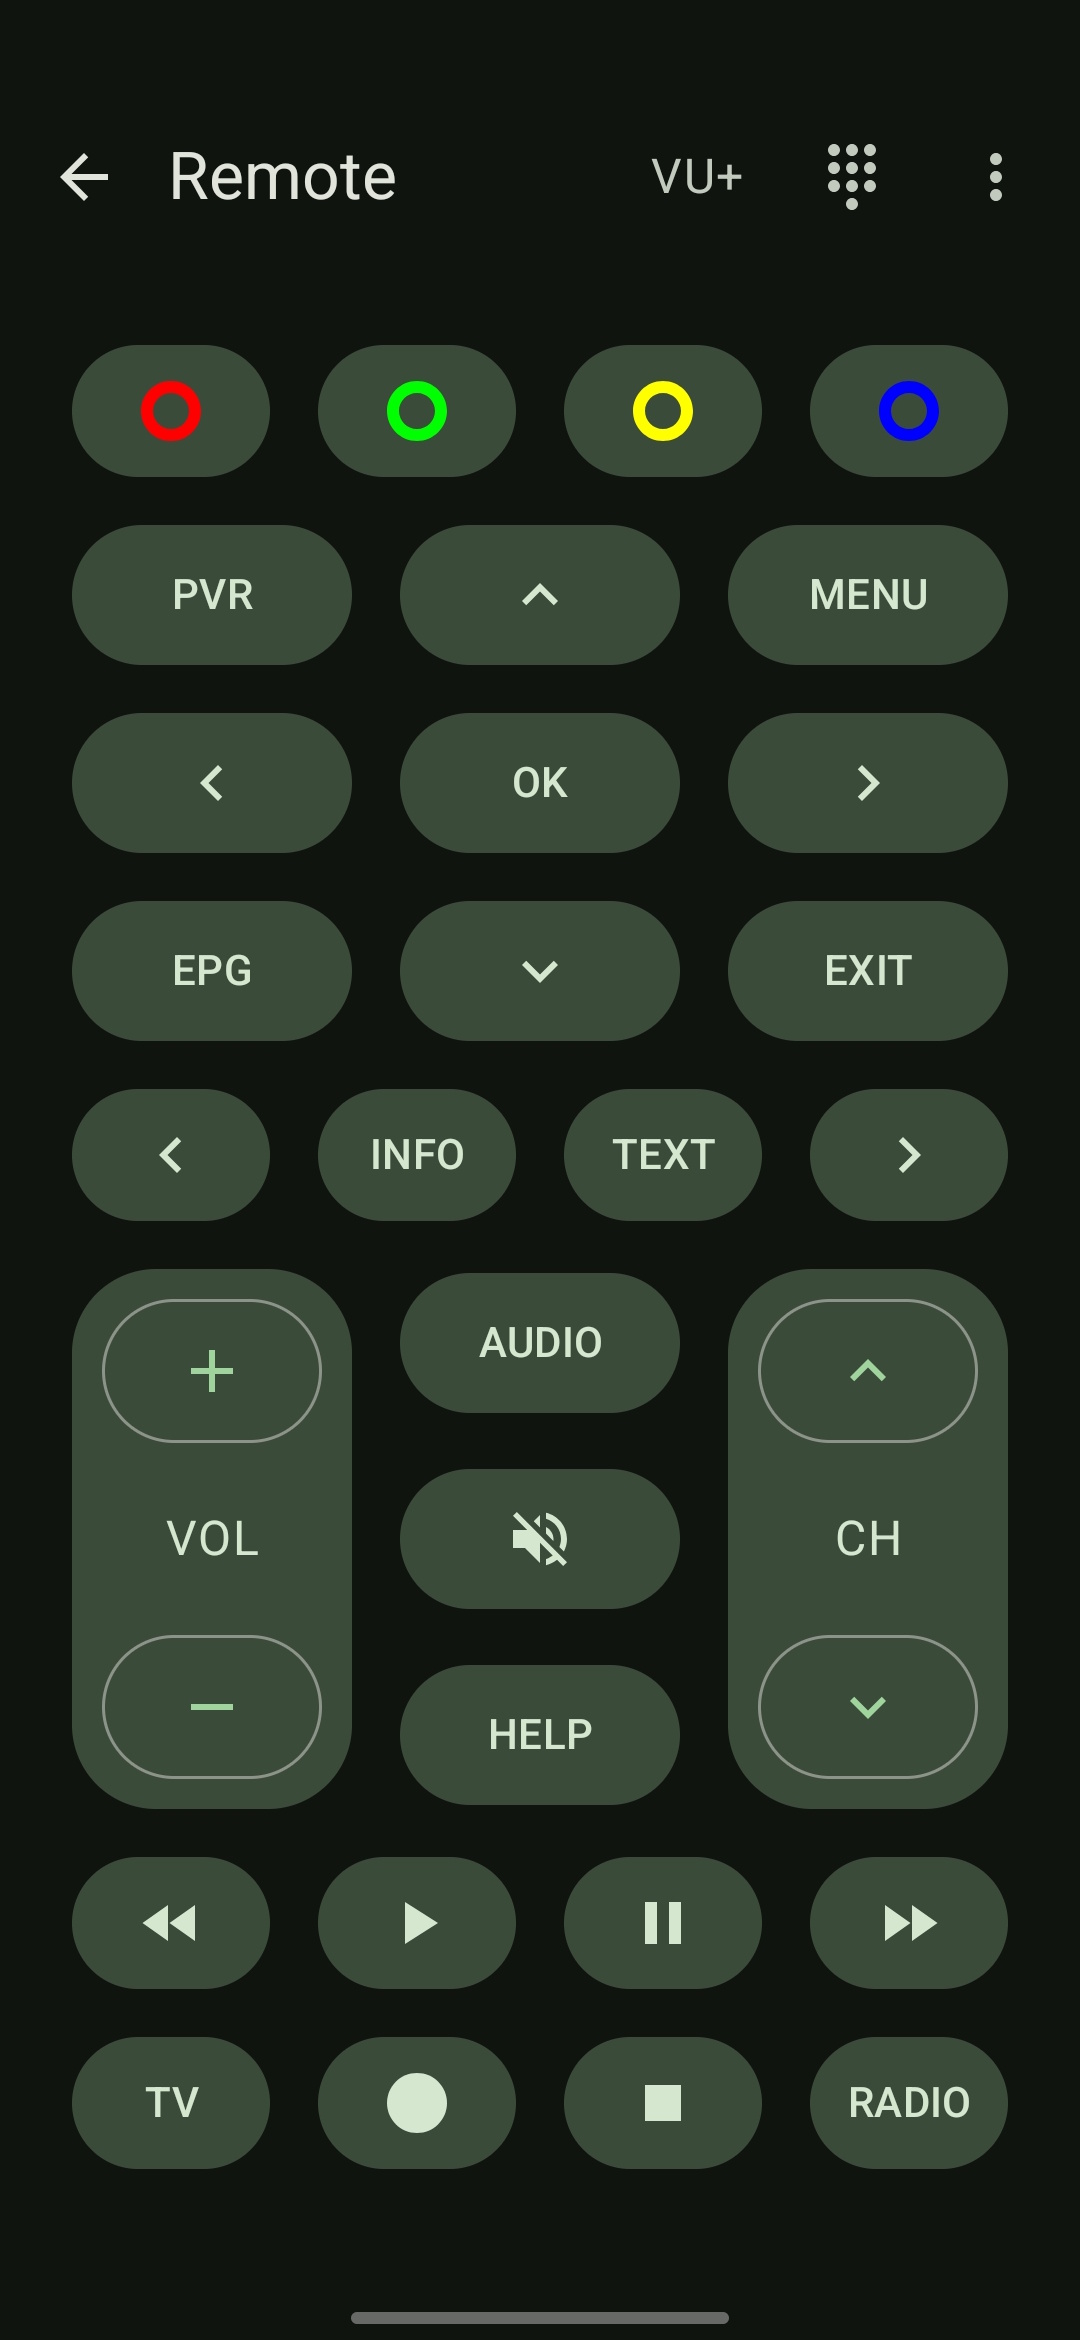 Remote VU+
PVR MENU
OK
EPG EXIT
INFO TEXT
AUDIO
VOL CH
HELP
TV RADIO